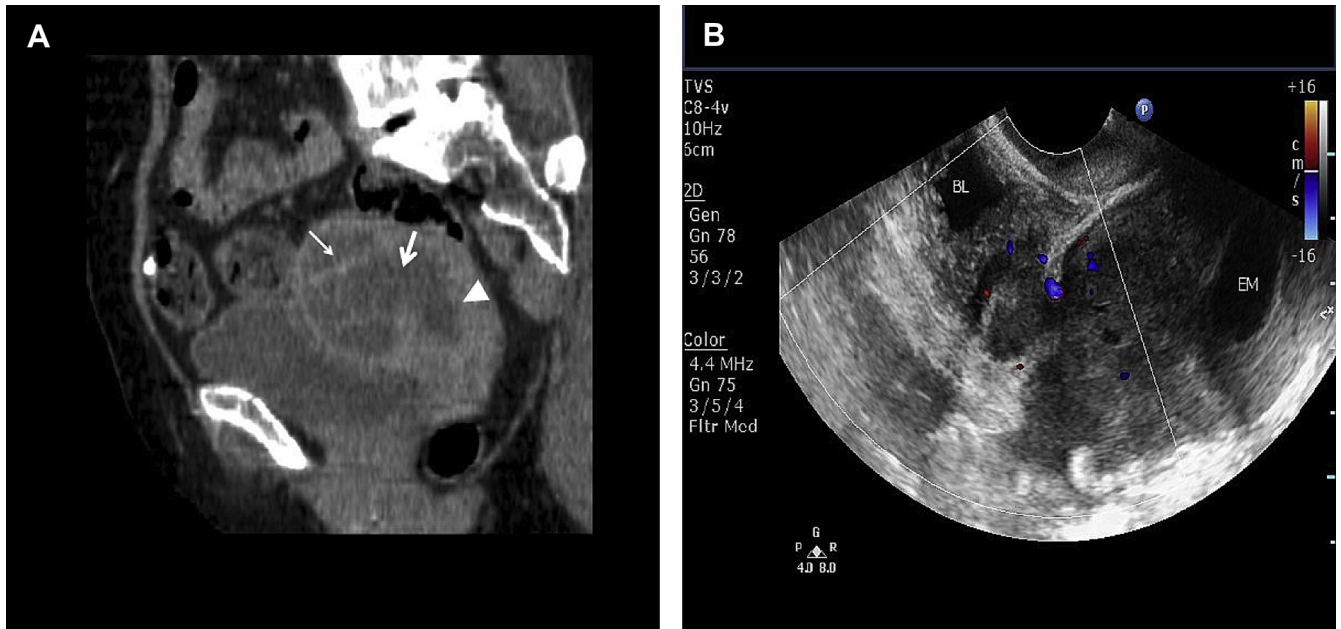 A
B
TVS
C8-4v
10Hz
6cm
2D
Gen
Gn 78
56
3/3/2
Color
4.4 MHz
Gn 75
3/5/4
Fltr Med
BL
EM
P
+16
cm/s
-16
G
P R
4.0 8.0